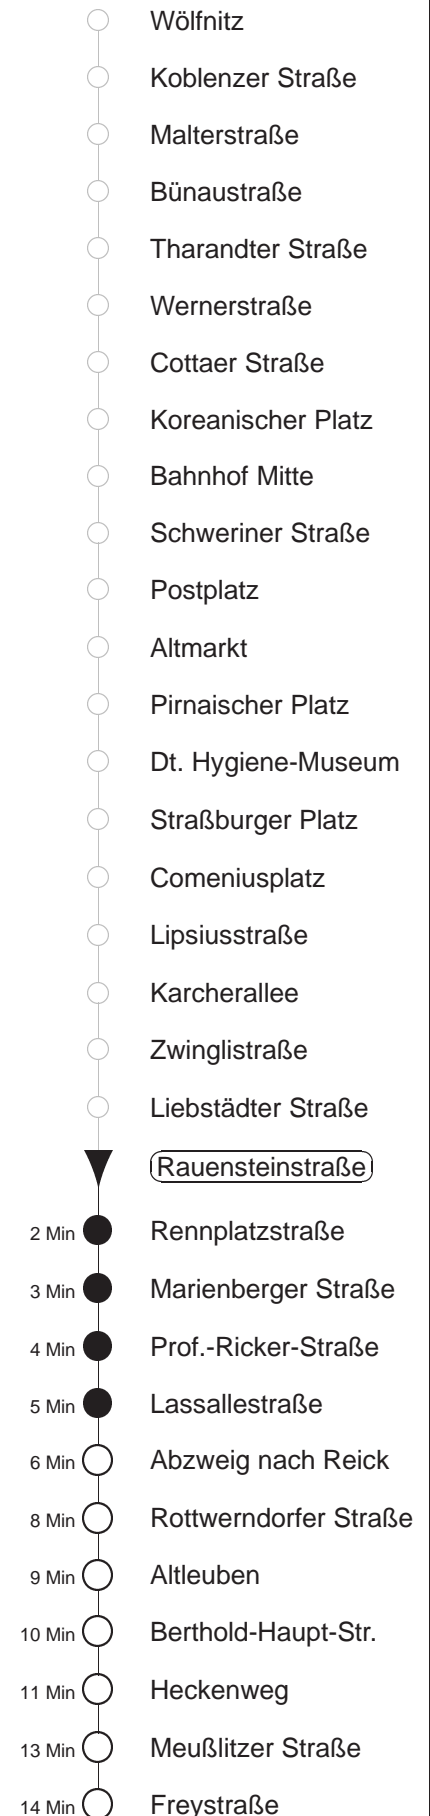 Wölfnitz
Koblenzer Straße
Malterstraße
Bünaustraße
Tharandter Straße
Wernerstraße
Cottaer Straße
Koreanischer Platz
Bahnhof Mitte
Schweriner Straße
Postplatz
Altmarkt
Pirnaischer Platz
Dt. Hygiene-Museum
Straßburger Platz
Comeniusplatz
Lipsiusstraße
Karcherallee
Zwinglistraße
Liebstädter Straße
Rauensteinstraße
2 Min Rennplatzstraße
3 Min Marienberger Straße
4 Min Prof.-Ricker-Straße
5 Min Lassallestraße
6 Min Abzweig nach Reick
8 Min Rottwerndorfer Straße
9 Min Altleuben
10 Min Berthold-Haupt-Str.
11 Min Heckenweg
13 Min Meußlitzer Straße
14 Min Freystraße